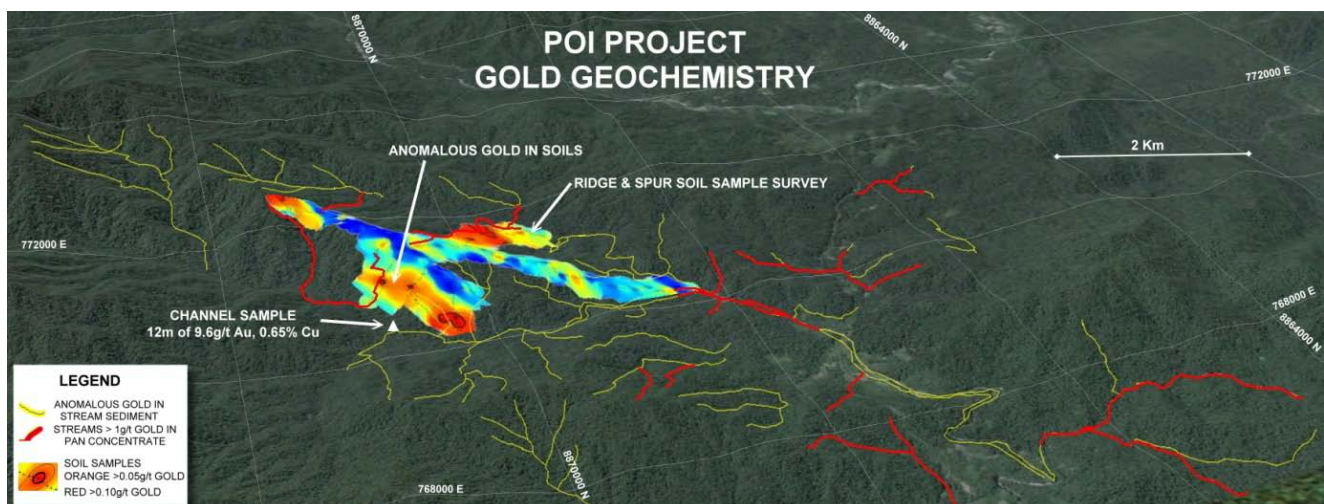 POI PROJECT
GOLD GEOCHEMISTRY
8870000 N
8864000 N
772000 E
2 Km
ANOMALOUS GOLD IN SOILS
RIDGE & SPUR SOIL SAMPLE SURVEY
772000 E
CHANNEL SAMPLE
12m of 9.6g/t Au, 0.65% Cu
768000 E
8864000 N
LEGEND
ANOMALOUS GOLD IN
STREAM SEDIMENT
STREAMS > 1g/t GOLD IN
PAN CONCENTRATE
SOIL SAMPLES
ORANGE >0.05g/t GOLD
RED >0.10g/t GOLD
768000 E
8870000 N